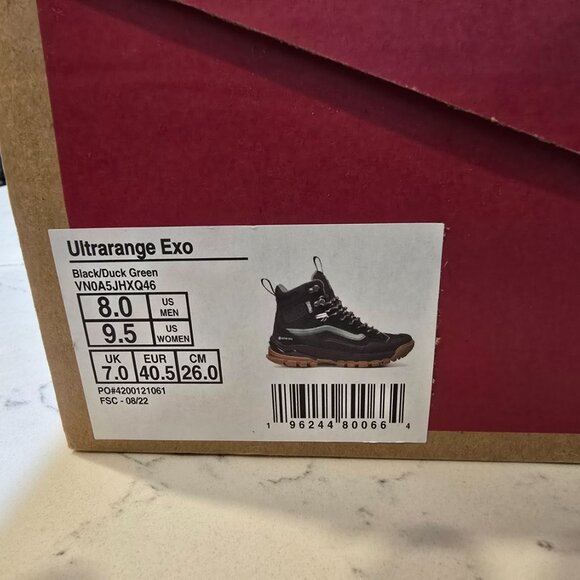 Ultrarange Exo
Black/Duck Green
VN0A5JHXQ46
8.0 US MEN
9.5 US WOMEN
UK 7.0 EUR 40.5 CM 26.0
PO#4200121061
FSC - 08/22
1 96244 80066 4